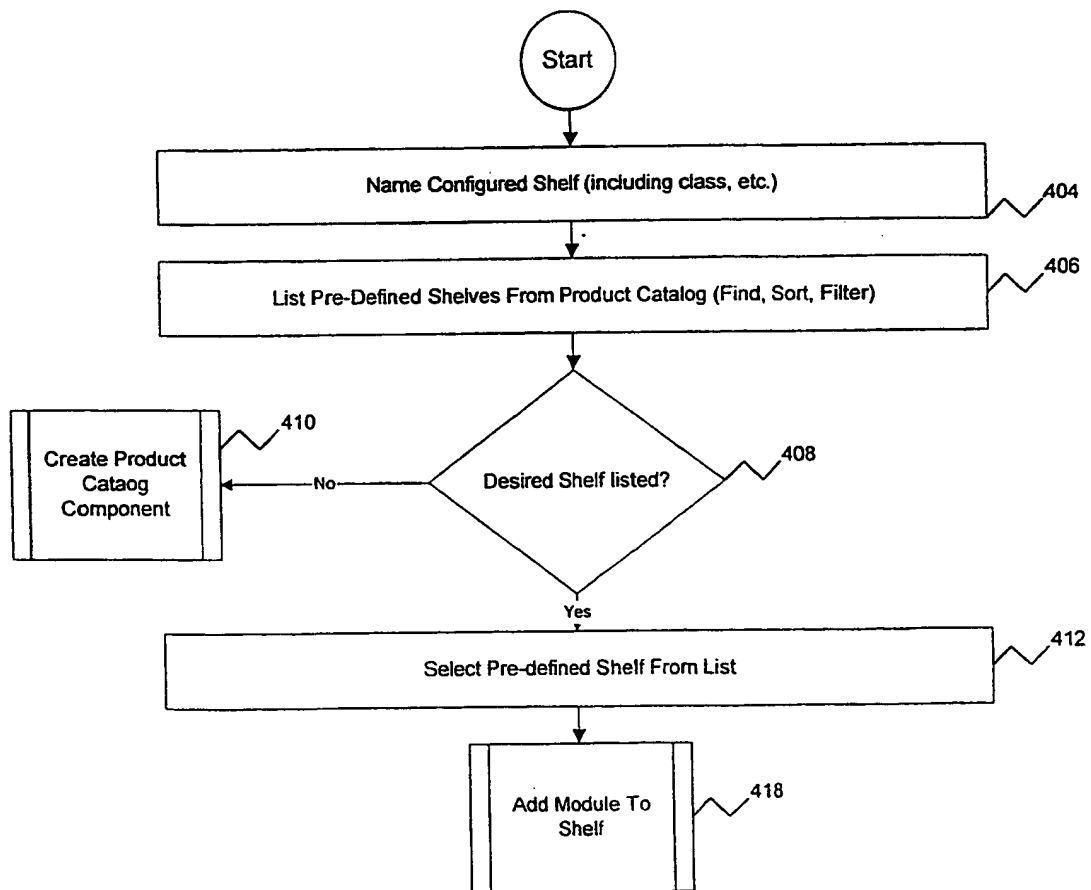 Start
Name Configured Shelf (including class, etc.)
404
List Pre-Defined Shelves From Product Catalog (Find, Sort, Filter)
406
Desired Shelf listed?
408
No
410
Create Product
Cataog
Component
Yes
Select Pre-defined Shelf From List
412
Add Module To
Shelf
418